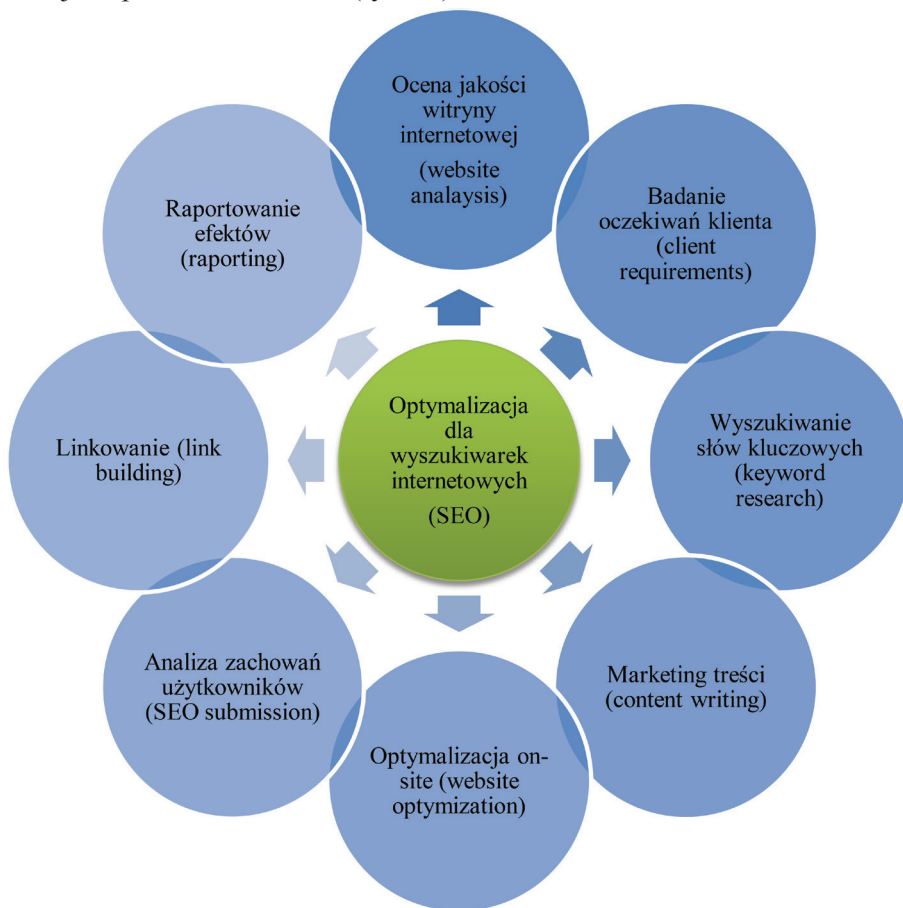 Ocena jakości
witryny
internetowej
(website
analaysis)
Badanie
oczekiwań klienta
(client
requirements)
Wyszukiwanie
słów kluczowych
(keyword
research)
Marketing treści
(content writing)
Optymalizacja on-
site (website
optymization)
Analiza zachowań
użytkowników
(SEO submission)
Linkowanie (link
building)
Raportowanie
efektów
(raporting)
Optymalizacja
dla
wyszukiwarek
internetowych
(SEO)